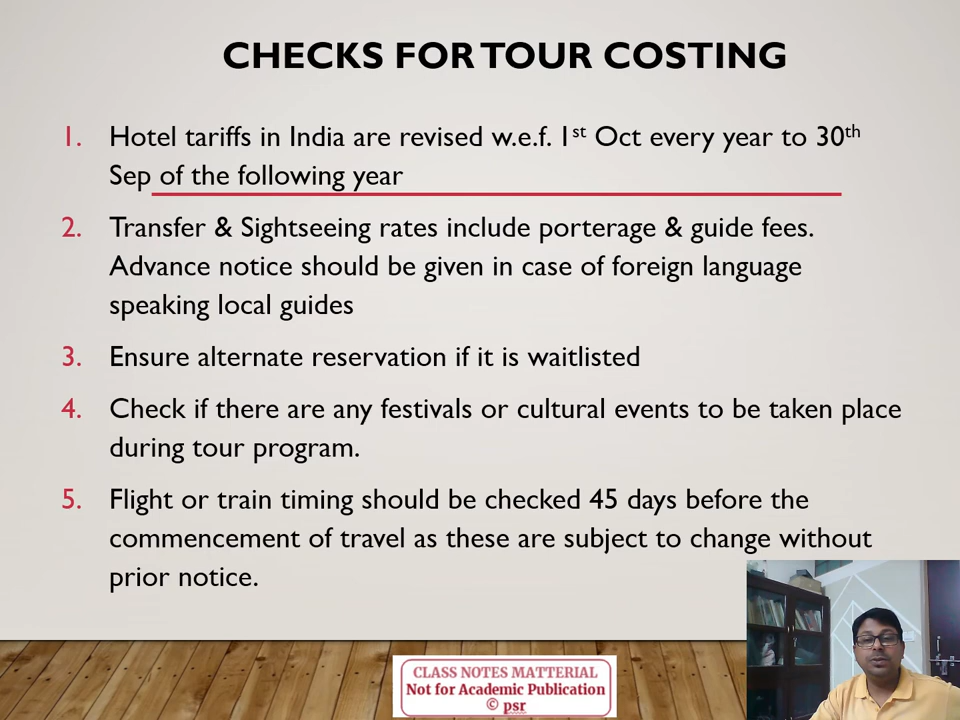 CHECKS FOR TOUR COSTING
1. Hotel tariffs in India are revised w.e.f. 1st Oct every year to 30th
Sep of the following year
2. Transfer & Sightseeing rates include porterage & guide fees.
Advance notice should be given in case of foreign language
speaking local guides
3. Ensure alternate reservation if it is waitlisted
4. Check if there are any festivals or cultural events to be taken place
during tour program.
5. Flight or train timing should be checked 45 days before the
commencement of travel as these are subject to change without
prior notice.
CLASS NOTES MATTERIAL
Not for Academic Publication
© psr